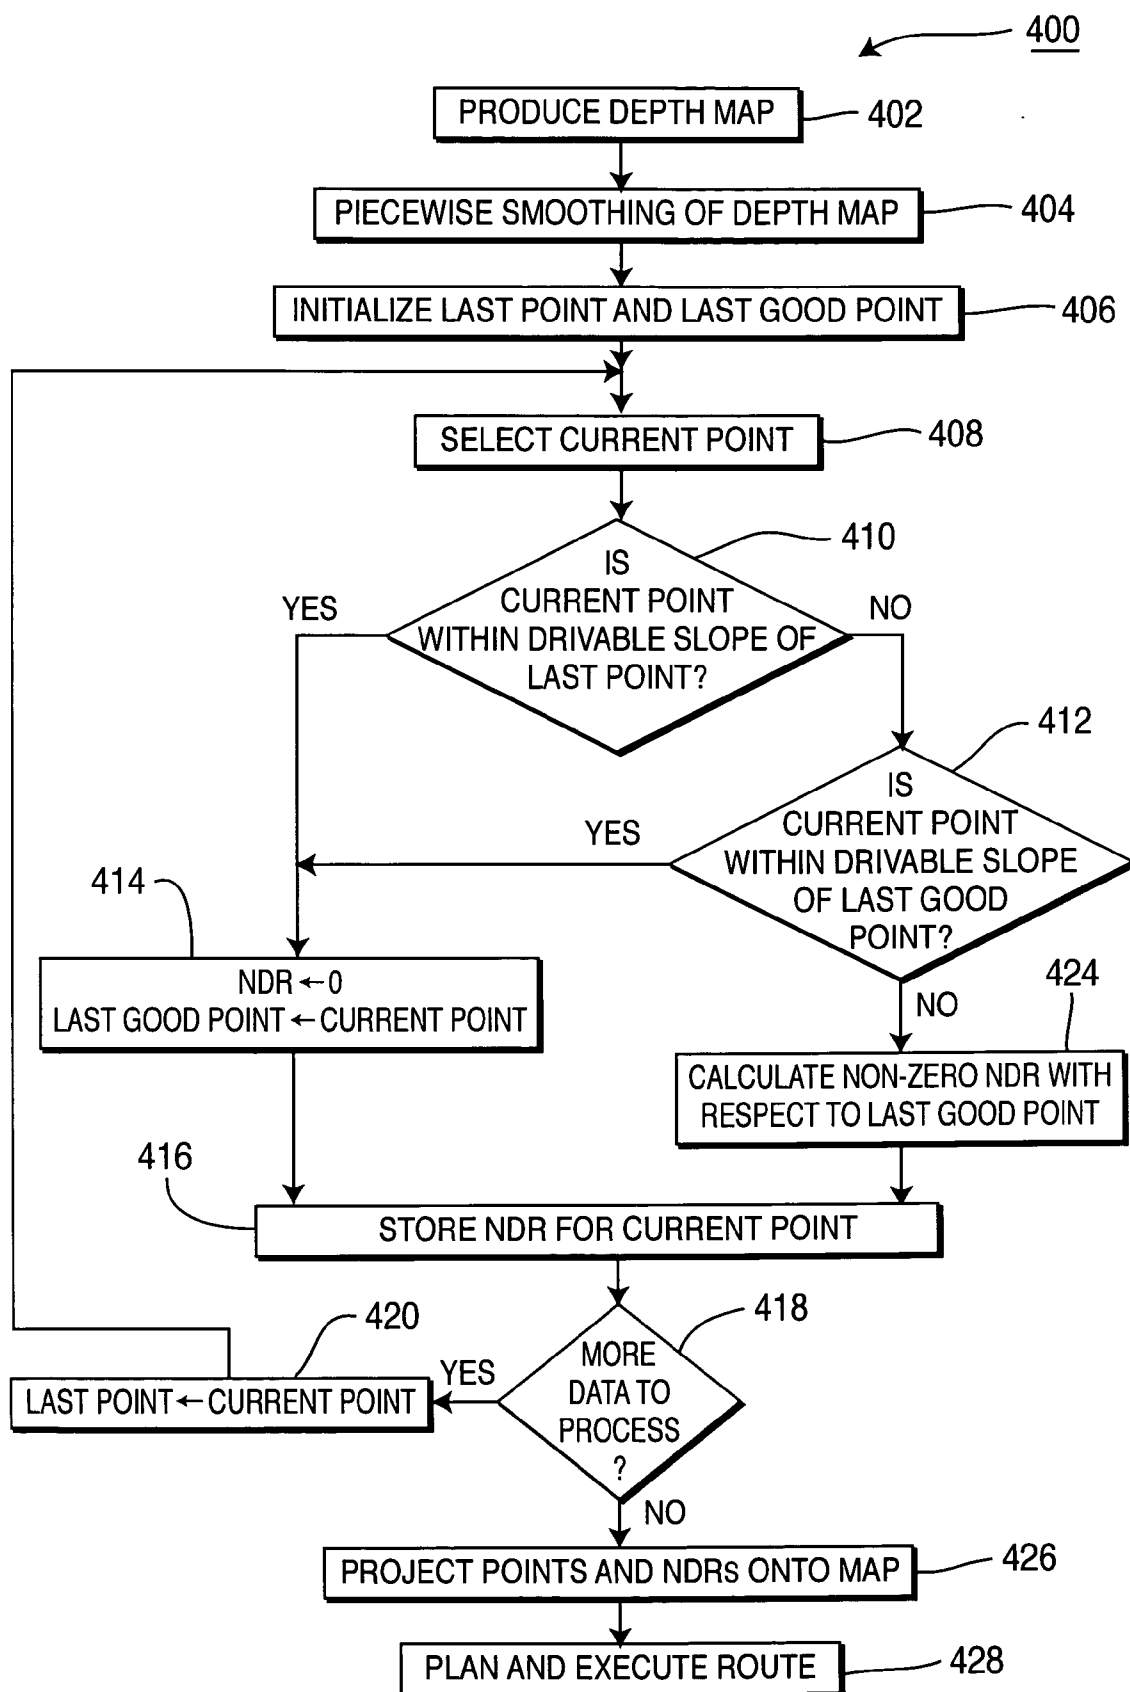 400
PRODUCE DEPTH MAP
402
PIECEWISE SMOOTHING OF DEPTH MAP
404
INITIALIZE LAST POINT AND LAST GOOD POINT
406
SELECT CURRENT POINT
408
410
IS
CURRENT POINT
WITHIN DRIVABLE SLOPE OF
LAST POINT?
YES
NO
412
IS
CURRENT POINT
WITHIN DRIVABLE SLOPE
OF LAST GOOD
POINT?
YES
NO
414
NDR ← 0
LAST GOOD POINT ← CURRENT POINT
424
CALCULATE NON-ZERO NDR WITH
RESPECT TO LAST GOOD POINT
416
STORE NDR FOR CURRENT POINT
418
MORE
DATA TO
PROCESS
?
YES
420
LAST POINT ← CURRENT POINT
NO
PROJECT POINTS AND NDRs ONTO MAP
426
PLAN AND EXECUTE ROUTE
428